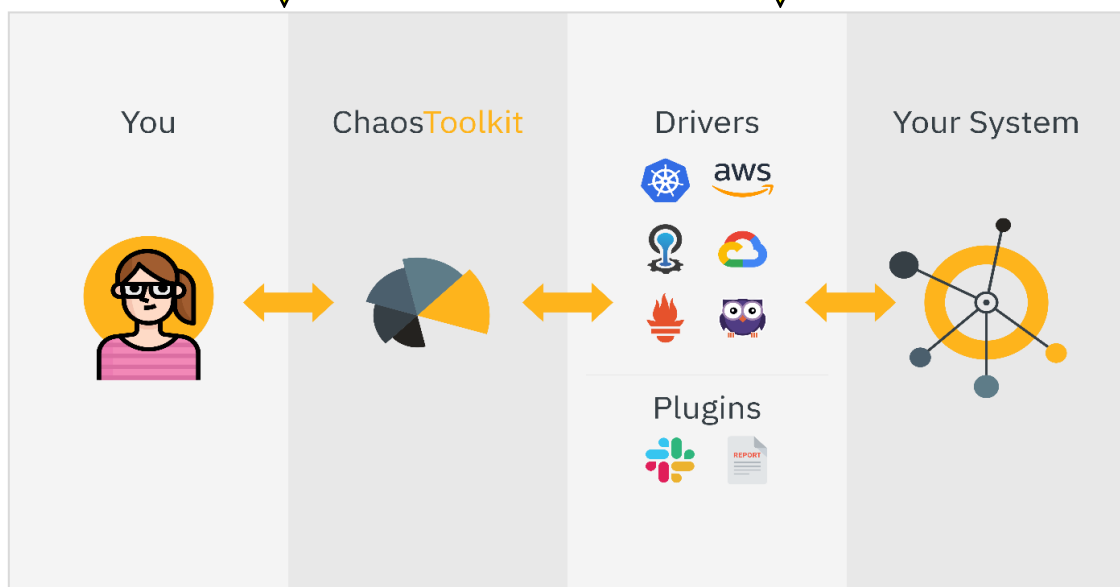 You
ChaosToolkit
Drivers
Your System
aws
Plugins
REPORT